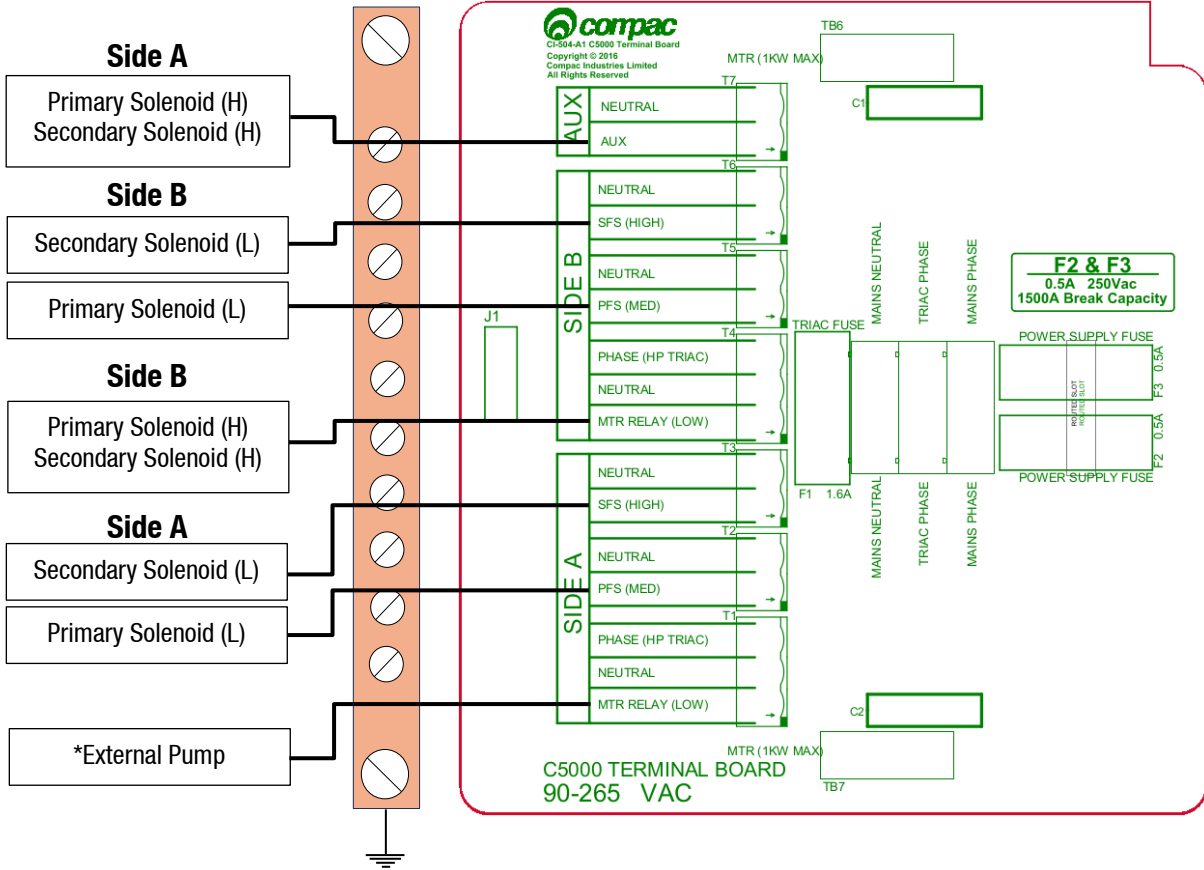 Side A
Primary Solenoid (H)
Secondary Solenoid (H)
Side B
Secondary Solenoid (L)
Primary Solenoid (L)
Side B
Primary Solenoid (H)
Secondary Solenoid (H)
Side A
Secondary Solenoid (L)
Primary Solenoid (L)
*External Pump
compac
CI-504-A1 C5000 Terminal Board
Copyright © 2016
Compac Industries Limited
All Rights Reserved
MTR (1KW MAX)
TB6
C1
T7
AUX
NEUTRAL
AUX
T6
SIDE B
NEUTRAL
SFS (HIGH)
T5
NEUTRAL
PFS (MED)
T4
PHASE (HP TRIAC)
NEUTRAL
MTR RELAY (LOW)
J1
T3
SIDE A
NEUTRAL
SFS (HIGH)
T2
NEUTRAL
PFS (MED)
T1
PHASE (HP TRIAC)
NEUTRAL
MTR RELAY (LOW)
TRIAC FUSE
F1 1.6A
MAINS NEUTRAL
TRIAC PHASE
MAINS PHASE
MAINS NEUTRAL
TRIAC PHASE
MAINS PHASE
F2 & F3
0.5A 250Vac
1500A Break Capacity
POWER SUPPLY FUSE
F3 0.5A
ROUTED SLOT
ROUTED SLOT
F2 0.5A
POWER SUPPLY FUSE
C2
MTR (1KW MAX)
TB7
C5000 TERMINAL BOARD
90-265 VAC